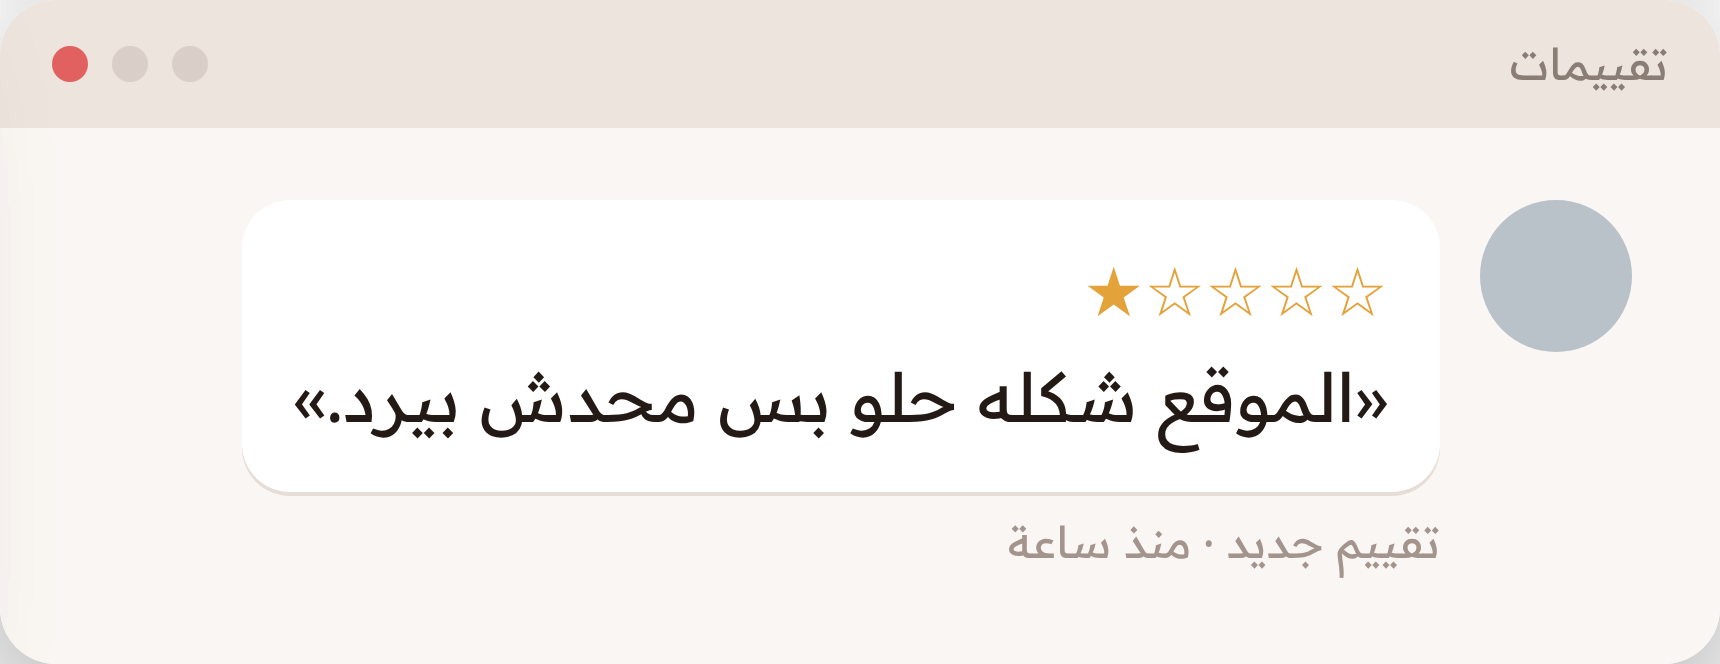 تقييمات
★☆☆☆☆
«الموقع شكله حلو بس محدش بيرد.»
تقييم جديد · منذ ساعة